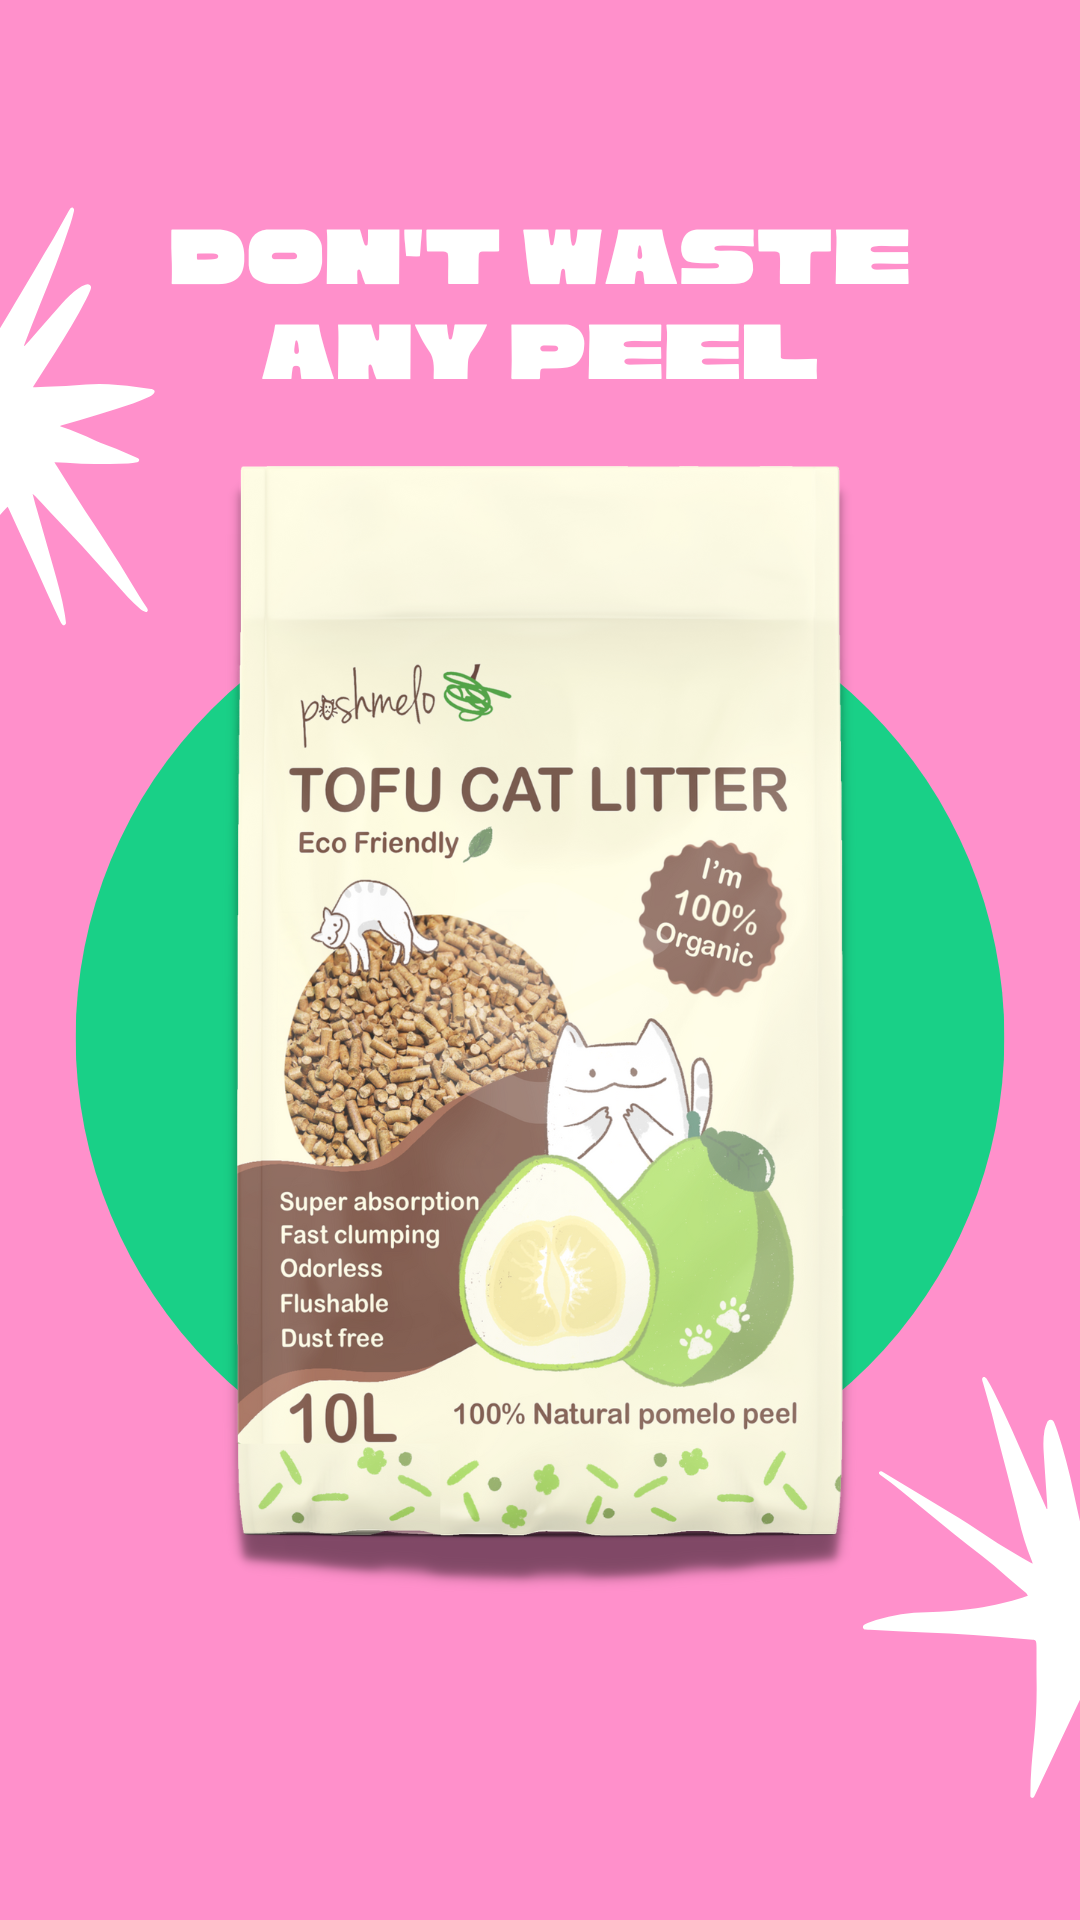 DON'T WASTE
ANY PEEL
poshmelo
TOFU CAT LITTER
Eco Friendly
I'm
100%
Organic
Super absorption
Fast clumping
Odorless
Flushable
Dust free
10L
100% Natural pomelo peel